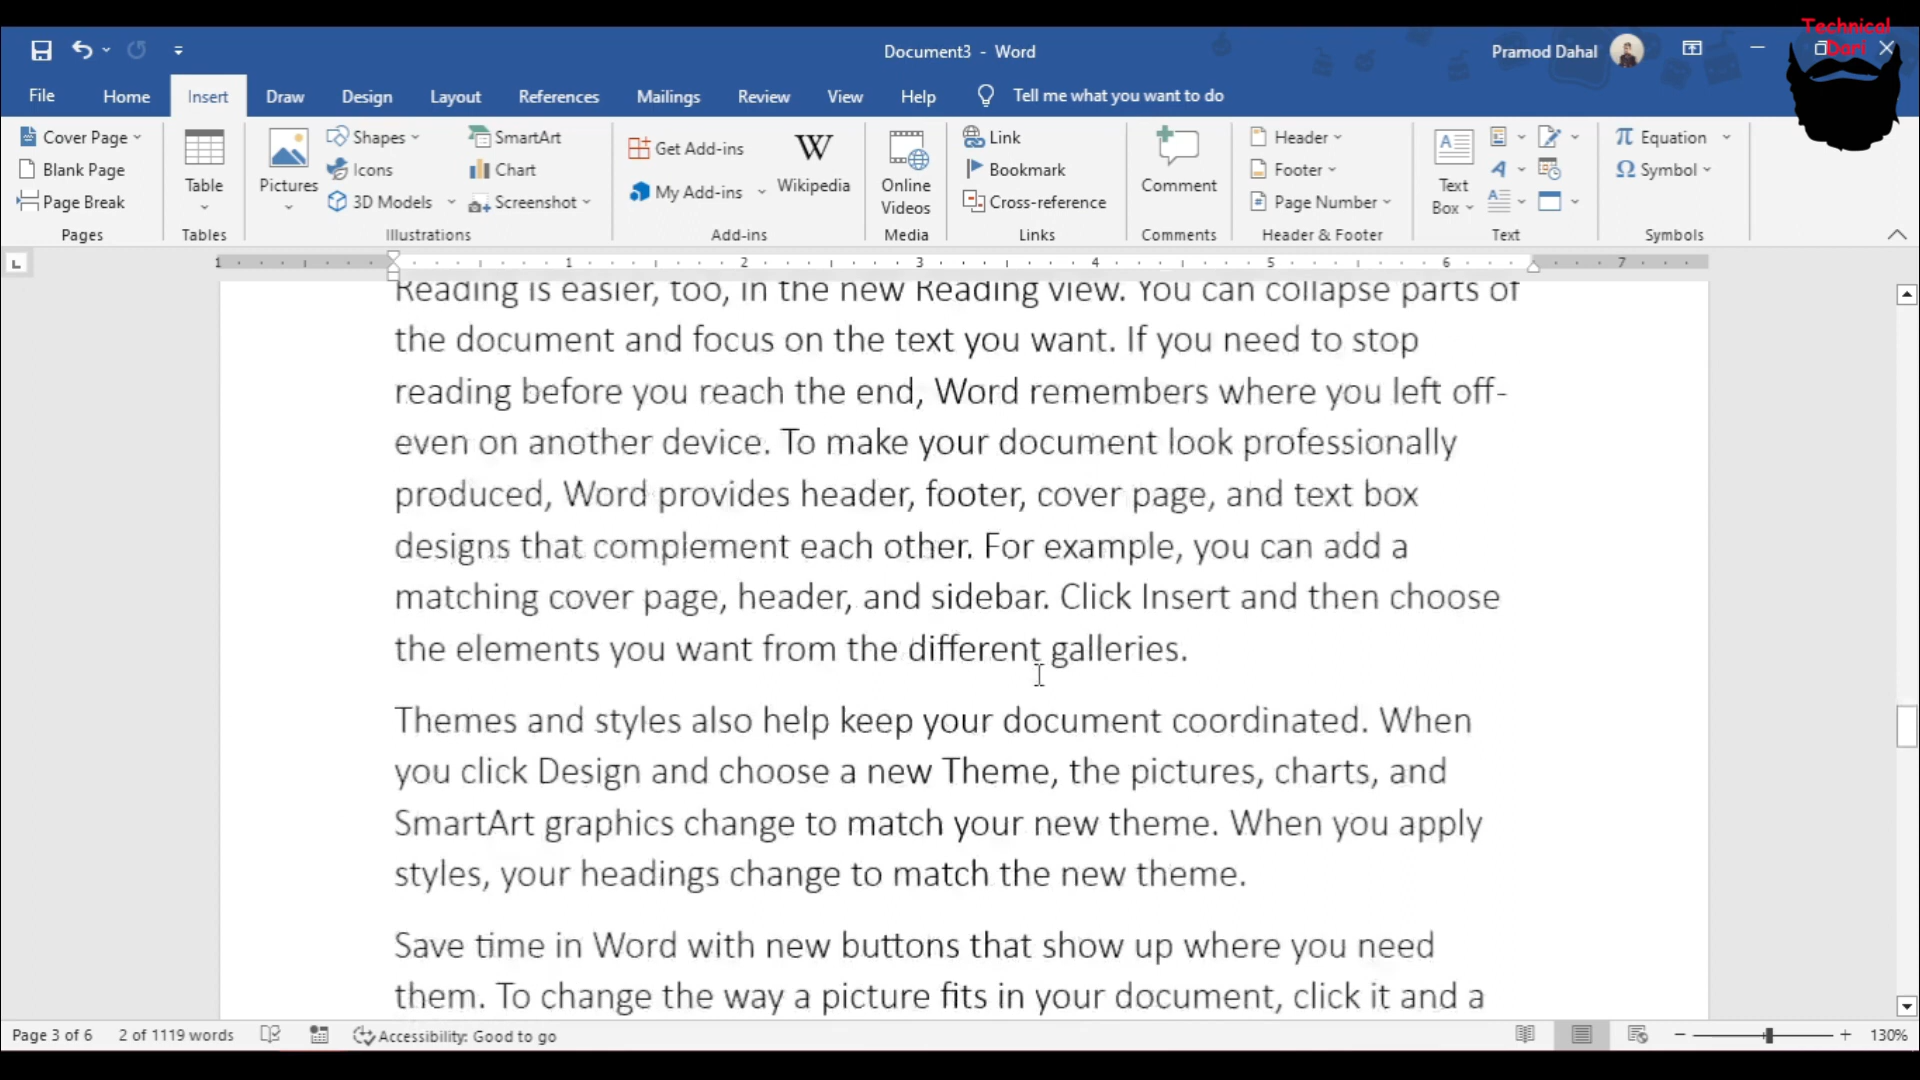 Technical
Dari
Document3 - Word
Pramod Dahal
File Home Insert Draw Design Layout References Mailings Review View Help Tell me what you want to do
Cover Page
Blank Page
Page Break
Pages
Table
Tables
Pictures
Shapes
Icons
3D Models
SmartArt
Chart
Screenshot
Illustrations
Get Add-ins
My Add-ins
Wikipedia
Add-ins
Online
Videos
Media
Link
Bookmark
Cross-reference
Links
Comment
Comments
Header
Footer
Page Number
Header & Footer
Text
Box
Text
Equation
Symbol
Symbols
1 1 2 3 4 5 6 7
Reading is easier, too, in the new Reading view. You can collapse parts of
the document and focus on the text you want. If you need to stop
reading before you reach the end, Word remembers where you left off-
even on another device. To make your document look professionally
produced, Word provides header, footer, cover page, and text box
designs that complement each other. For example, you can add a
matching cover page, header, and sidebar. Click Insert and then choose
the elements you want from the different galleries.
Themes and styles also help keep your document coordinated. When
you click Design and choose a new Theme, the pictures, charts, and
SmartArt graphics change to match your new theme. When you apply
styles, your headings change to match the new theme.
Save time in Word with new buttons that show up where you need
them. To change the way a picture fits in your document, click it and a
Page 3 of 6 2 of 1119 words Accessibility: Good to go 130%